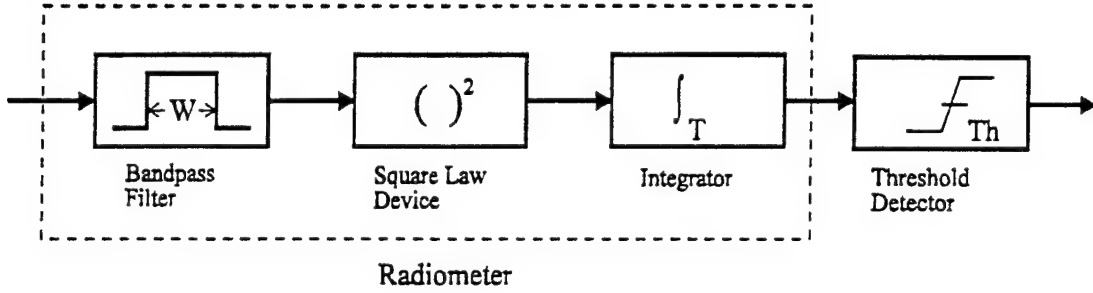 W
( )²
∫T
Th
Bandpass
Filter
Square Law
Device
Integrator
Threshold
Detector
Radiometer